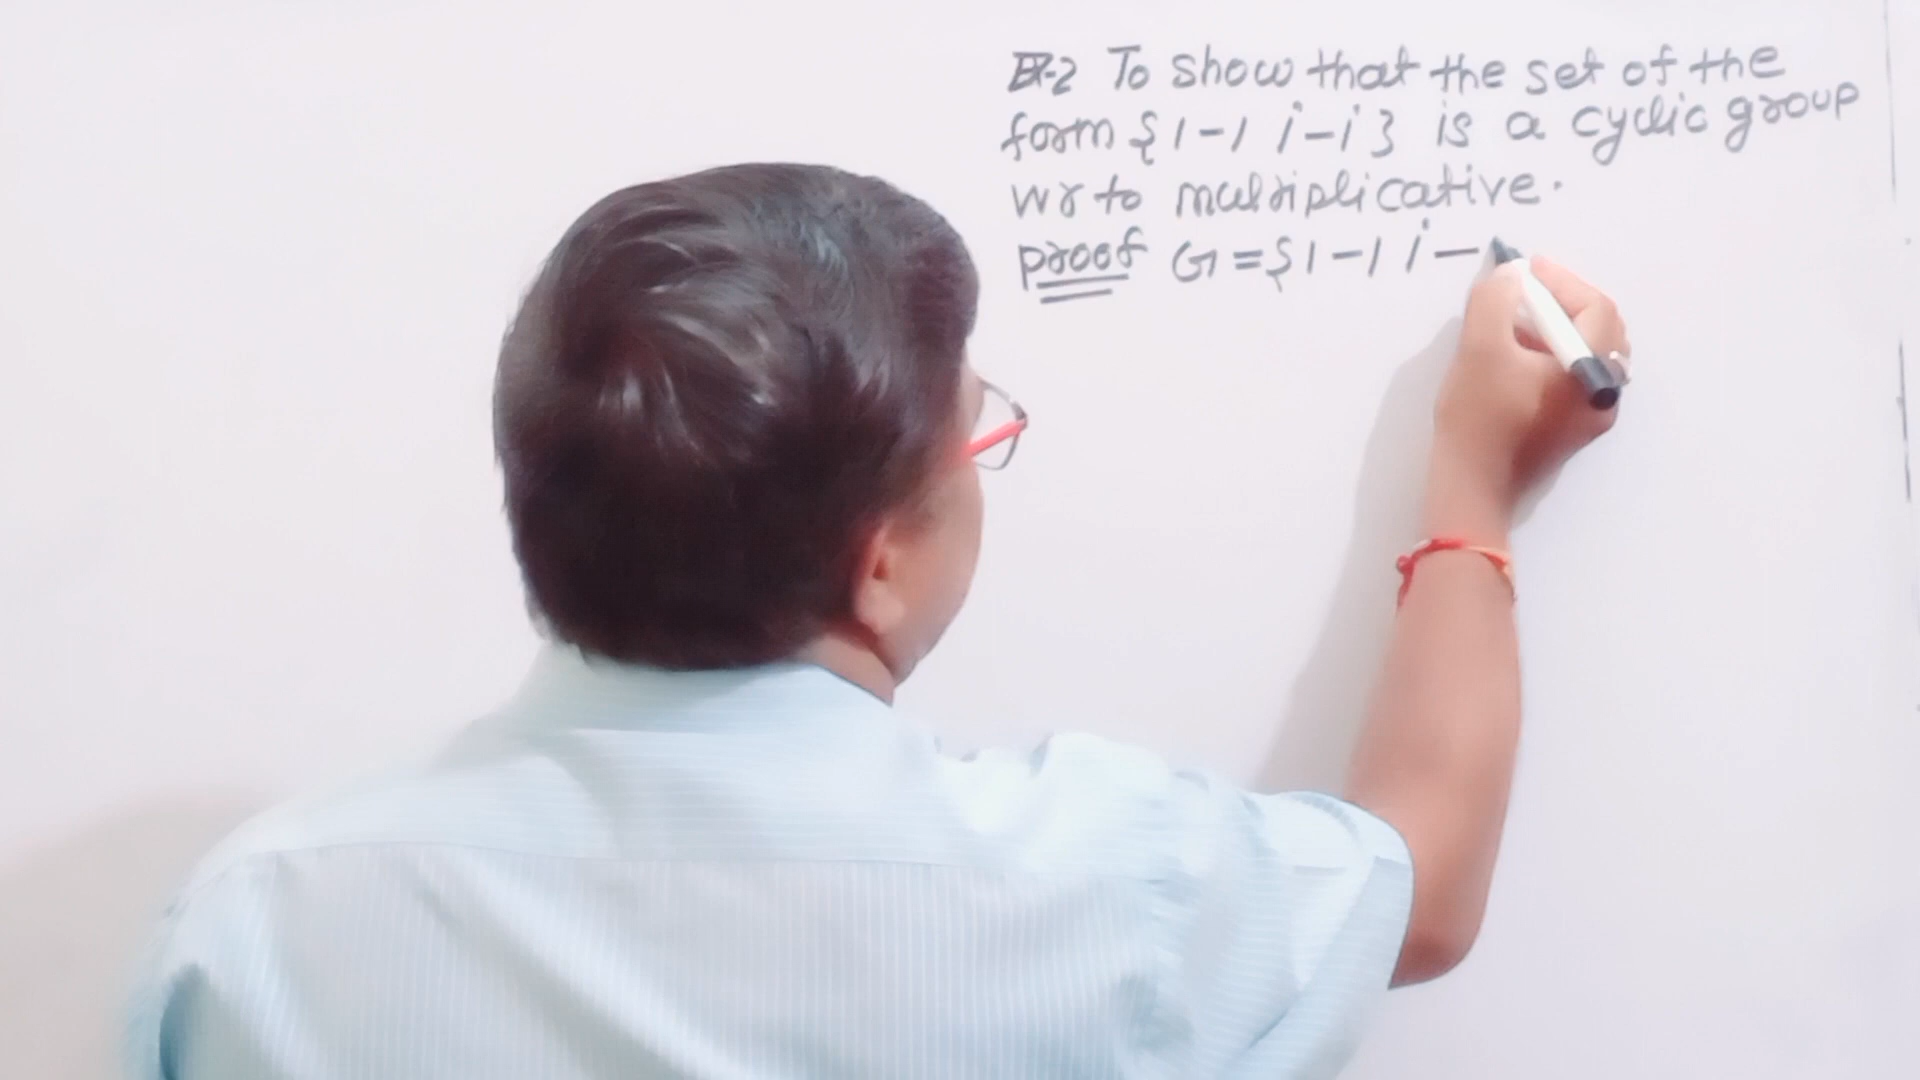 Ex-2 To show that the set of the
form {1 -1 i -i} is a cyclic group
wr to multiplicative.
proof G = {1 -1 i -